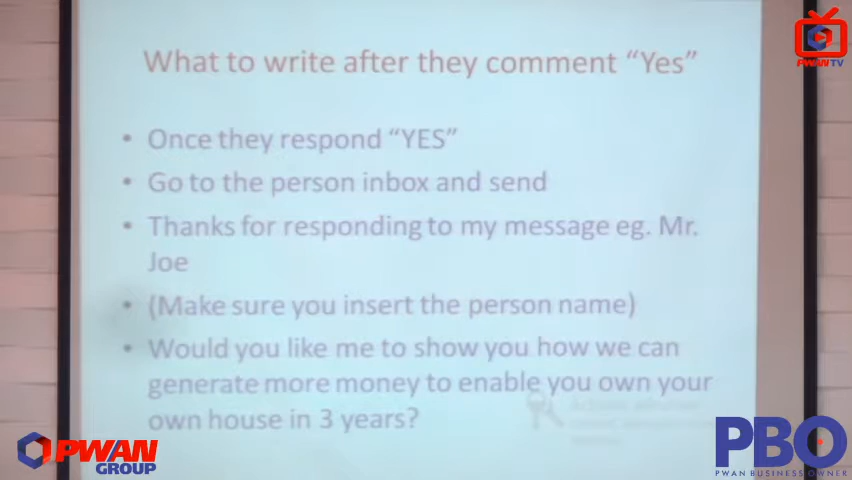 What to write after they comment “Yes”
• Once they respond “YES”
• Go to the person inbox and send
• Thanks for responding to my message eg. Mr.
Joe
• (Make sure you insert the person name)
• Would you like me to show you how we can
generate more money to enable you own your
own house in 3 years?
PWANTV
PWAN
GROUP
PBO
PWAN BUSINESS OWNER